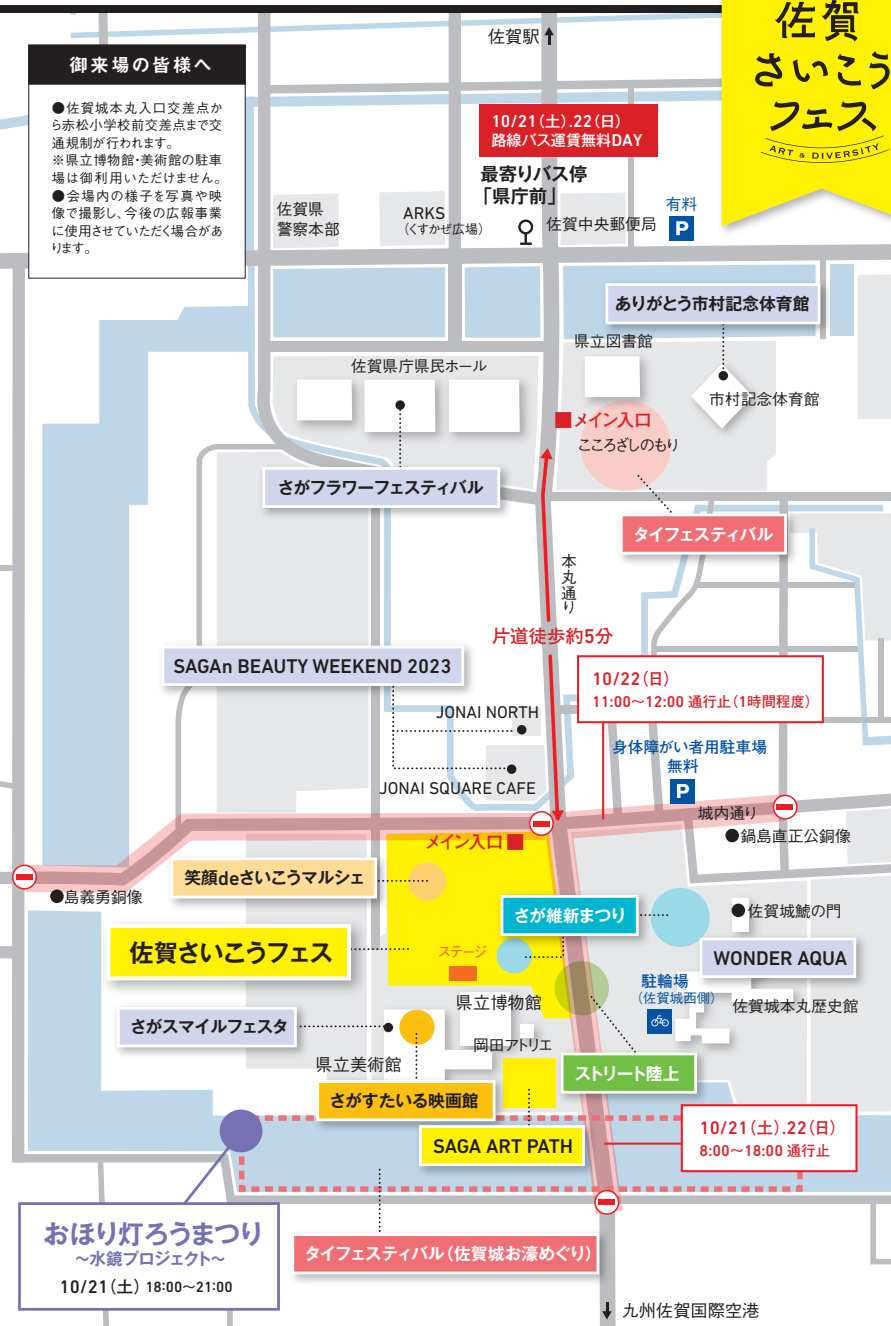 佐賀
さいこう
フェス
ART & DIVERSITY
御来場の皆様へ
●佐賀城本丸入口交差点か
ら赤松小学校前交差点まで交
通規制が行われます。
※県立博物館・美術館の駐車
場は御利用いただけません。
●会場内の様子を写真や映
像で撮影し、今後の広報事業
に使用させていただく場合があ
ります。
佐賀駅
10/21(土).22(日)
路線バス運賃無料DAY
最寄りバス停
「県庁前」
佐賀県
警察本部
ARKS
(くすかぜ広場)
佐賀中央郵便局
有料
P
ありがとう市村記念体育館
県立図書館
佐賀県庁県民ホール
市村記念体育館
メイン入口
こころざしのもり
さがフラワーフェスティバル
タイフェスティバル
本丸通り
片道徒歩約5分
SAGAn BEAUTY WEEKEND 2023
10/22(日)
11:00〜12:00 通行止(1時間程度)
JONAI NORTH
身体障がい者用駐車場
無料
P
JONAI SQUARE CAFE
城内通り
メイン入口
●鍋島直正公銅像
笑顔deさいこうマルシェ
●島義勇銅像
さが維新まつり
●佐賀城鯱の門
佐賀さいこうフェス
ステージ
WONDER AQUA
駐輪場
(佐賀城西側)
県立博物館
佐賀城本丸歴史館
さがスマイルフェスタ
岡田アトリエ
県立美術館
ストリート陸上
さがすたいる映画館
SAGA ART PATH
10/21(土).22(日)
8:00〜18:00 通行止
おほり灯ろうまつり
〜水鏡プロジェクト〜
10/21(土) 18:00〜21:00
タイフェスティバル(佐賀城お濠めぐり)
九州佐賀国際空港